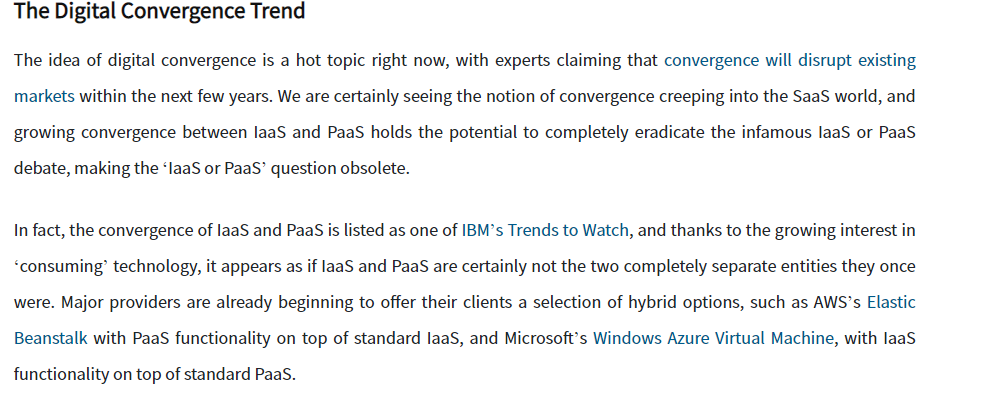 The Digital Convergence Trend
The idea of digital convergence is a hot topic right now, with experts claiming that convergence will disrupt existing
markets within the next few years. We are certainly seeing the notion of convergence creeping into the SaaS world, and
growing convergence between IaaS and PaaS holds the potential to completely eradicate the infamous IaaS or PaaS
debate, making the ‘IaaS or PaaS’ question obsolete.
In fact, the convergence of IaaS and PaaS is listed as one of IBM’s Trends to Watch, and thanks to the growing interest in
‘consuming’ technology, it appears as if IaaS and PaaS are certainly not the two completely separate entities they once
were. Major providers are already beginning to offer their clients a selection of hybrid options, such as AWS’s Elastic
Beanstalk with PaaS functionality on top of standard IaaS, and Microsoft’s Windows Azure Virtual Machine, with IaaS
functionality on top of standard PaaS.